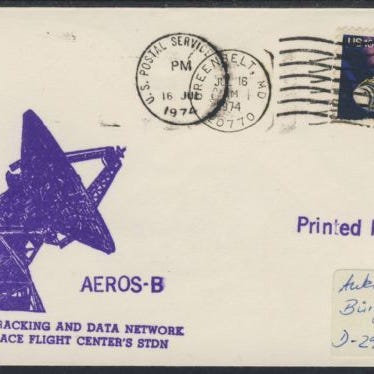 U.S. POSTAL SERVICE
PM
16 JUL
1974
GREENBELT, MD
JUL 16
PM
1974
20770
US 10
Printed
AEROS-B
TRACKING AND DATA NETWORK
SPACE FLIGHT CENTER'S STDN